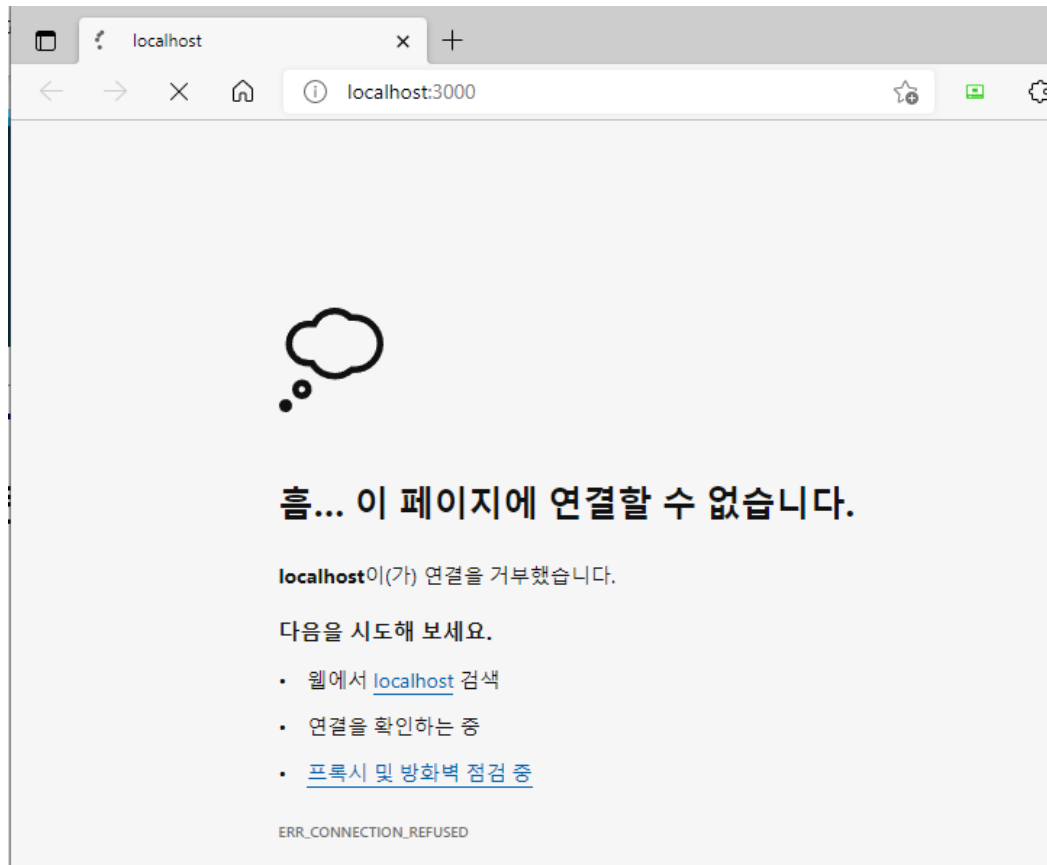 localhost
localhost:3000
흠... 이 페이지에 연결할 수 없습니다.
localhost이(가) 연결을 거부했습니다.
다음을 시도해 보세요.
• 웹에서 localhost 검색
• 연결을 확인하는 중
• 프록시 및 방화벽 점검 중
ERR_CONNECTION_REFUSED